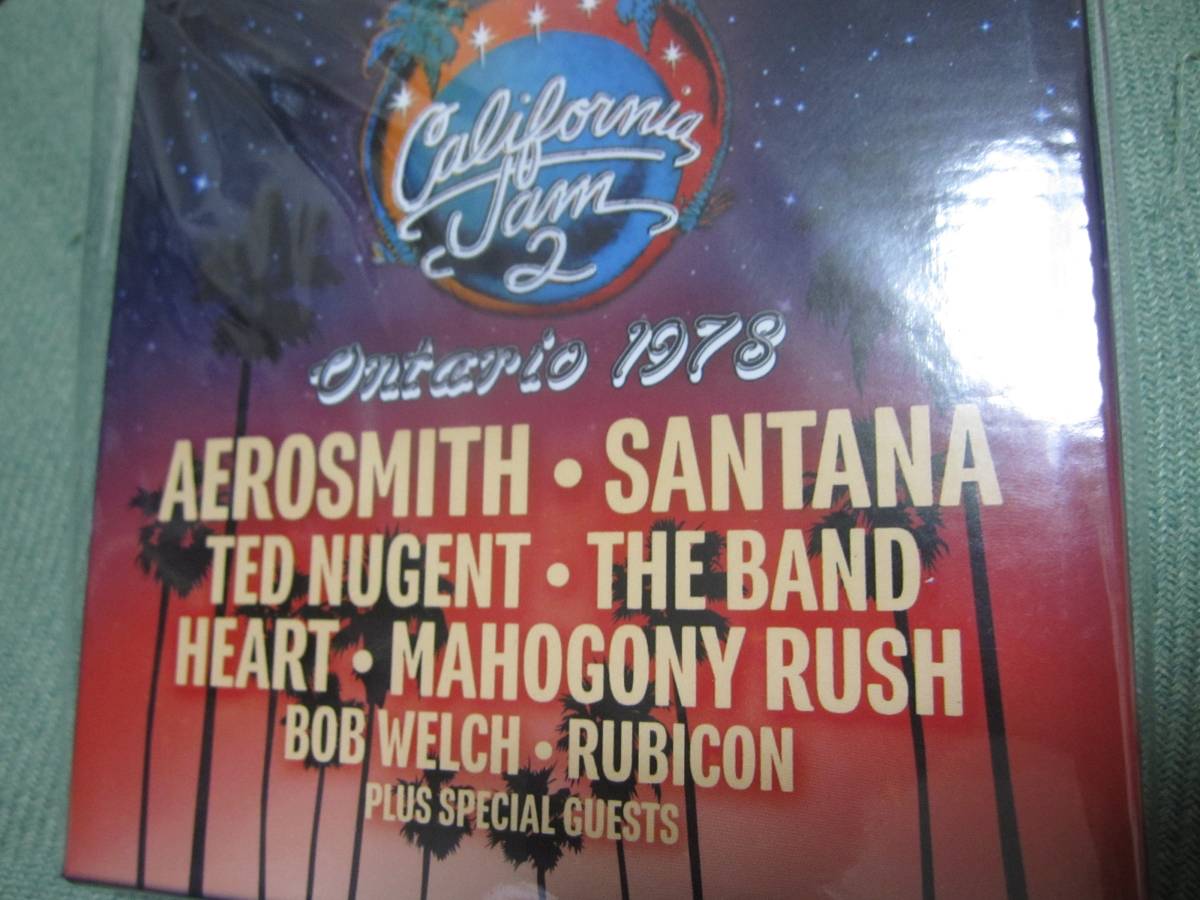 California
Jam
2
Ontario 1978
AEROSMITH • SANTANA
TED NUGENT • THE BAND
HEART • MAHOGONY RUSH
BOB WELCH • RUBICON
PLUS SPECIAL GUESTS